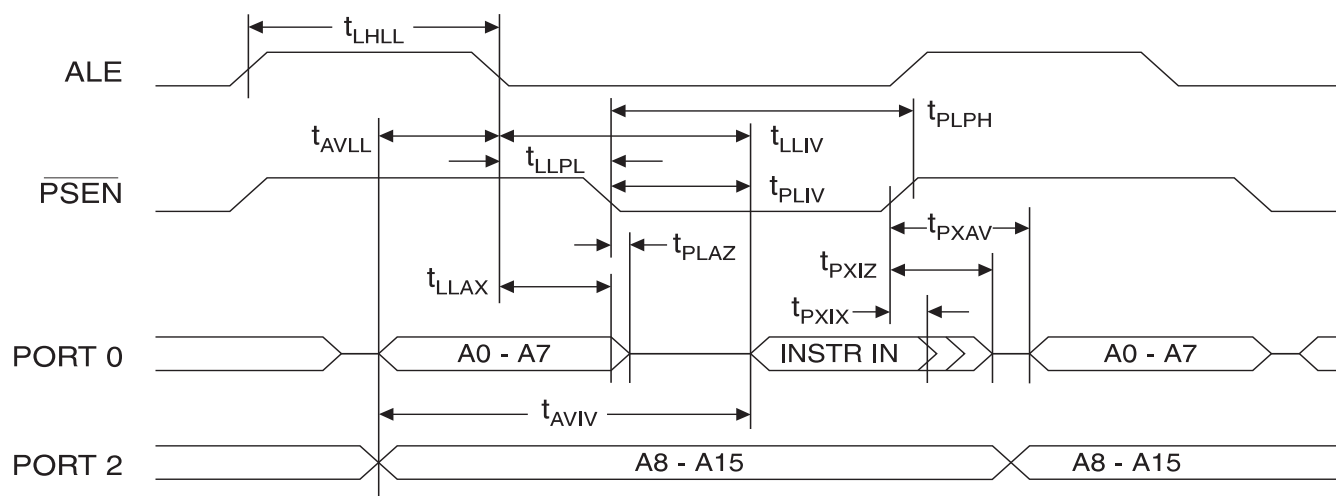 tLHLL
ALE
tPLPH
tAVLL
tLLIV
tLLPL
PSEN
tPLIV
tPXAV
tPLAZ
tPXIZ
tLLAX
tPXIX
PORT 0
A0 - A7
INSTR IN
A0 - A7
tAVIV
PORT 2
A8 - A15
A8 - A15